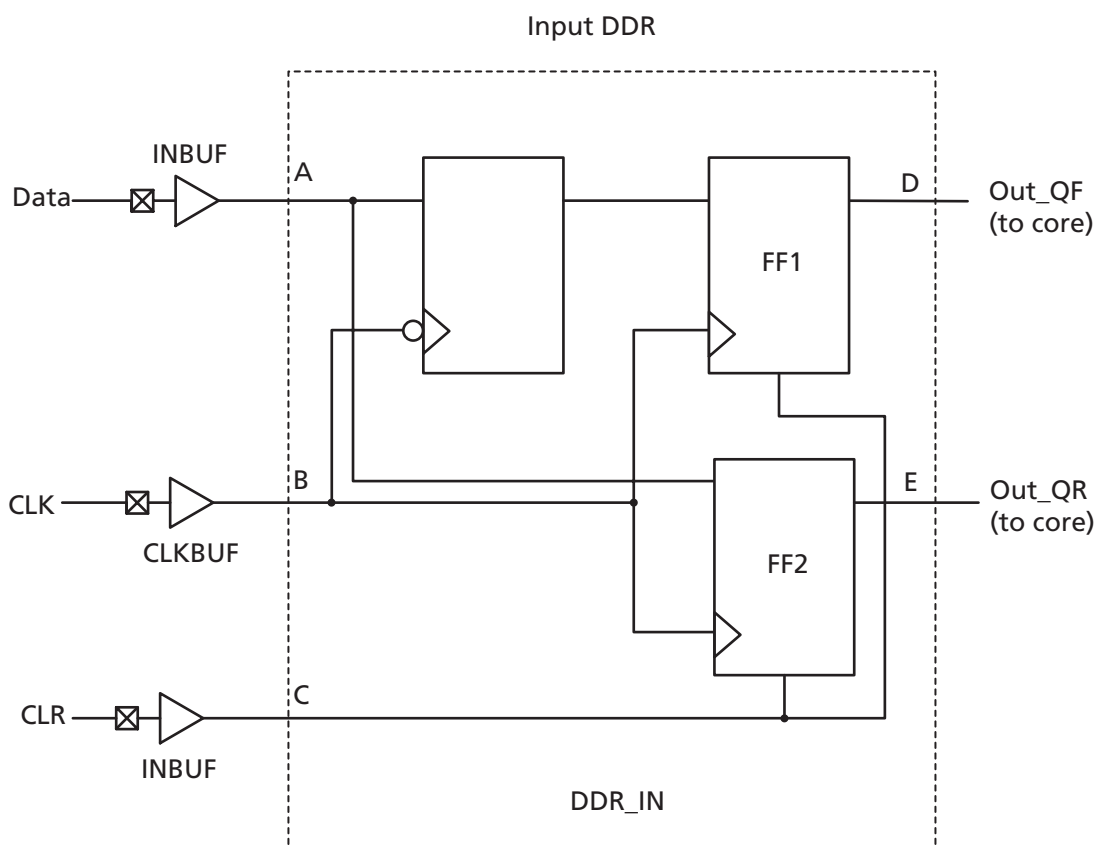 Input DDR
INBUF
Data
A
D
Out_QF
(to core)
FF1
B
E
Out_QR
(to core)
CLK
CLKBUF
FF2
C
CLR
INBUF
DDR_IN